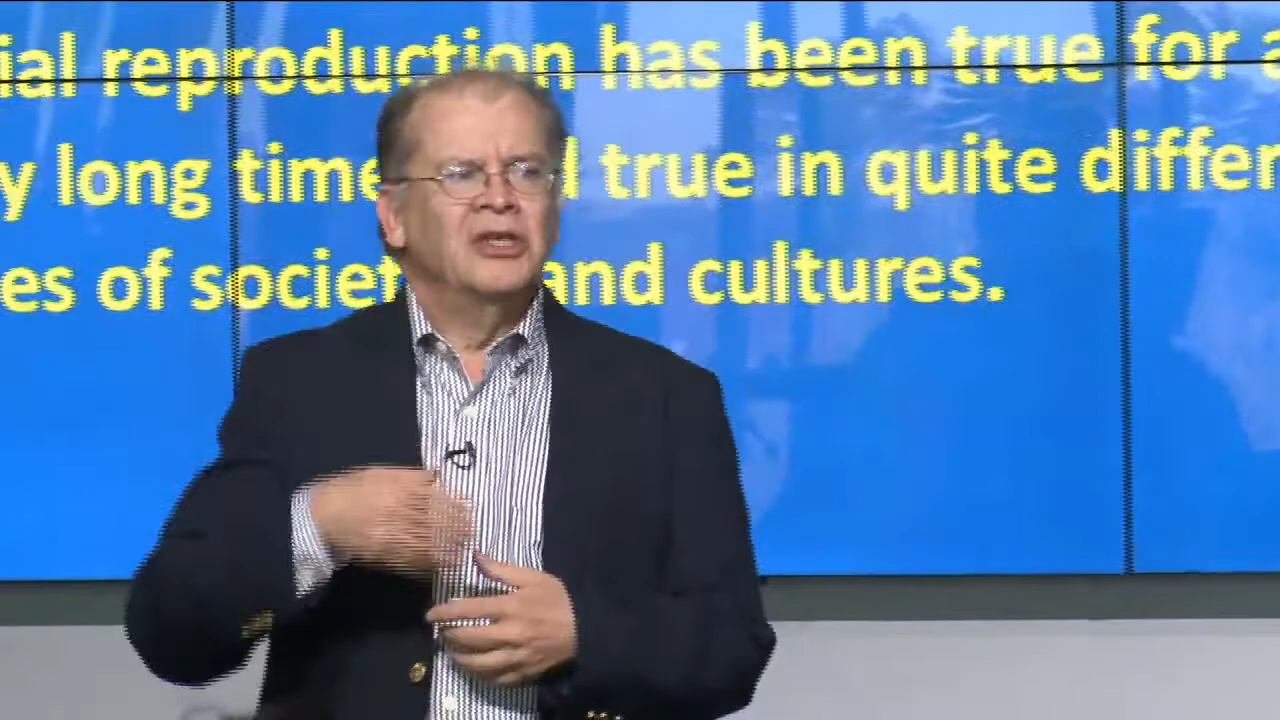 ial reproduction has been true for a
y long time true in quite differ
es of societ and cultures.